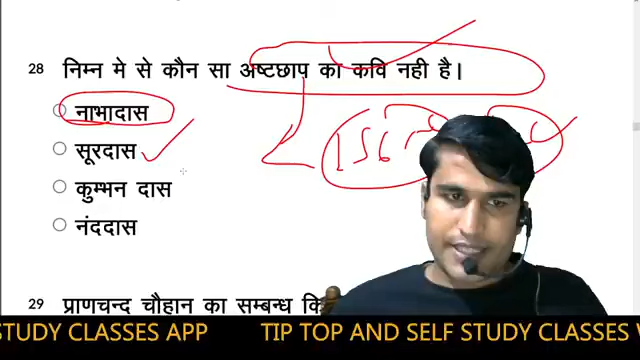 28 निम्न मे से कौन सा अष्टछाप का कवि नही है।
नाभादास
सूरदास
कुम्भन दास
नंददास
29 प्राणचन्द चौहान का सम्बन्ध
STUDY CLASSES APP TIP TOP AND SELF STUDY CLASSES